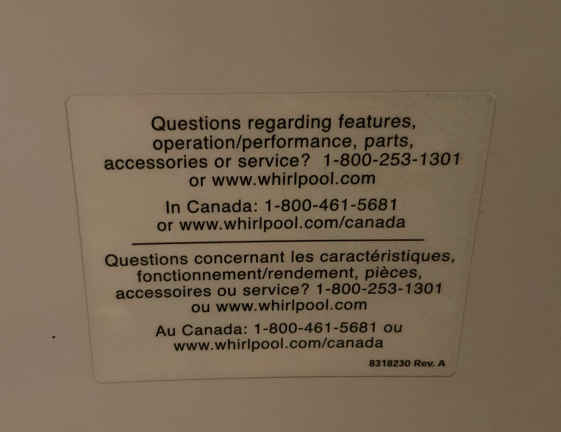 Questions regarding features,
operation/performance, parts,
accessories or service? 1-800-253-1301
or www.whirlpool.com
In Canada: 1-800-461-5681
or www.whirlpool.com/canada
Questions concernant les caractéristiques,
fonctionnement/rendement, pièces,
accessoires ou service? 1-800-253-1301
ou www.whirlpool.com
Au Canada: 1-800-461-5681 ou
www.whirlpool.com/canada
8318230 Rev. A